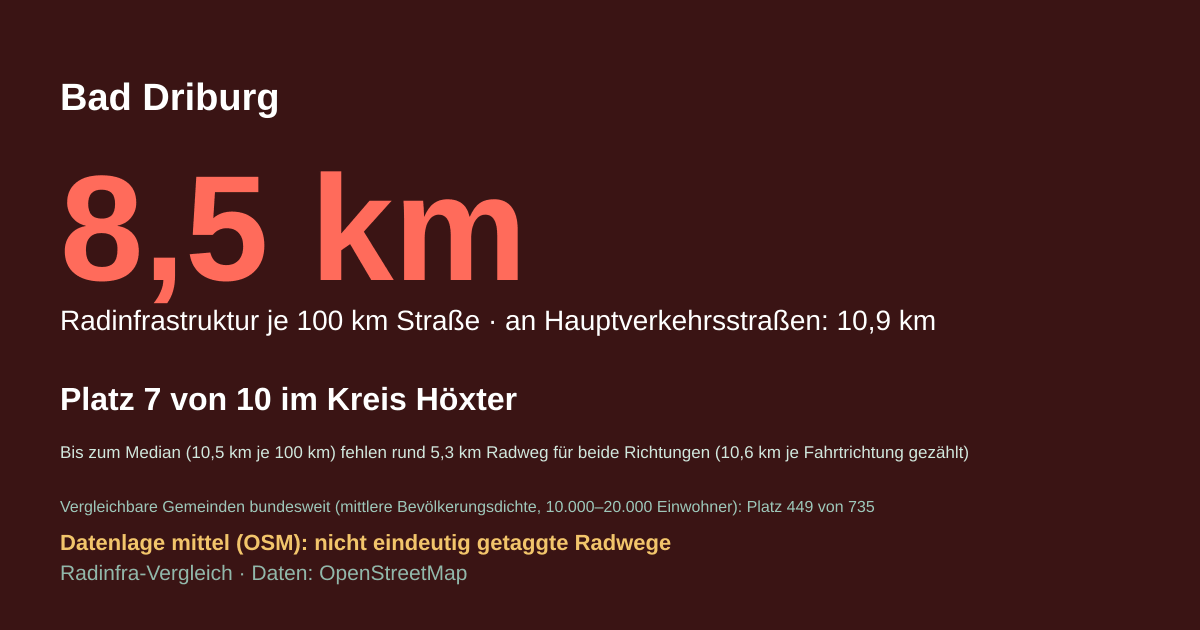 Bad Driburg
8,5 km
Radinfrastruktur je 100 km Straße · an Hauptverkehrsstraßen: 10,9 km
Platz 7 von 10 im Kreis Höxter
Bis zum Median (10,5 km je 100 km) fehlen rund 5,3 km Radweg für beide Richtungen (10,6 km je Fahrtrichtung gezählt)
Vergleichbare Gemeinden bundesweit (mittlere Bevölkerungsdichte, 10.000–20.000 Einwohner): Platz 449 von 735
Datenlage mittel (OSM): nicht eindeutig getaggte Radwege
Radinfra-Vergleich · Daten: OpenStreetMap